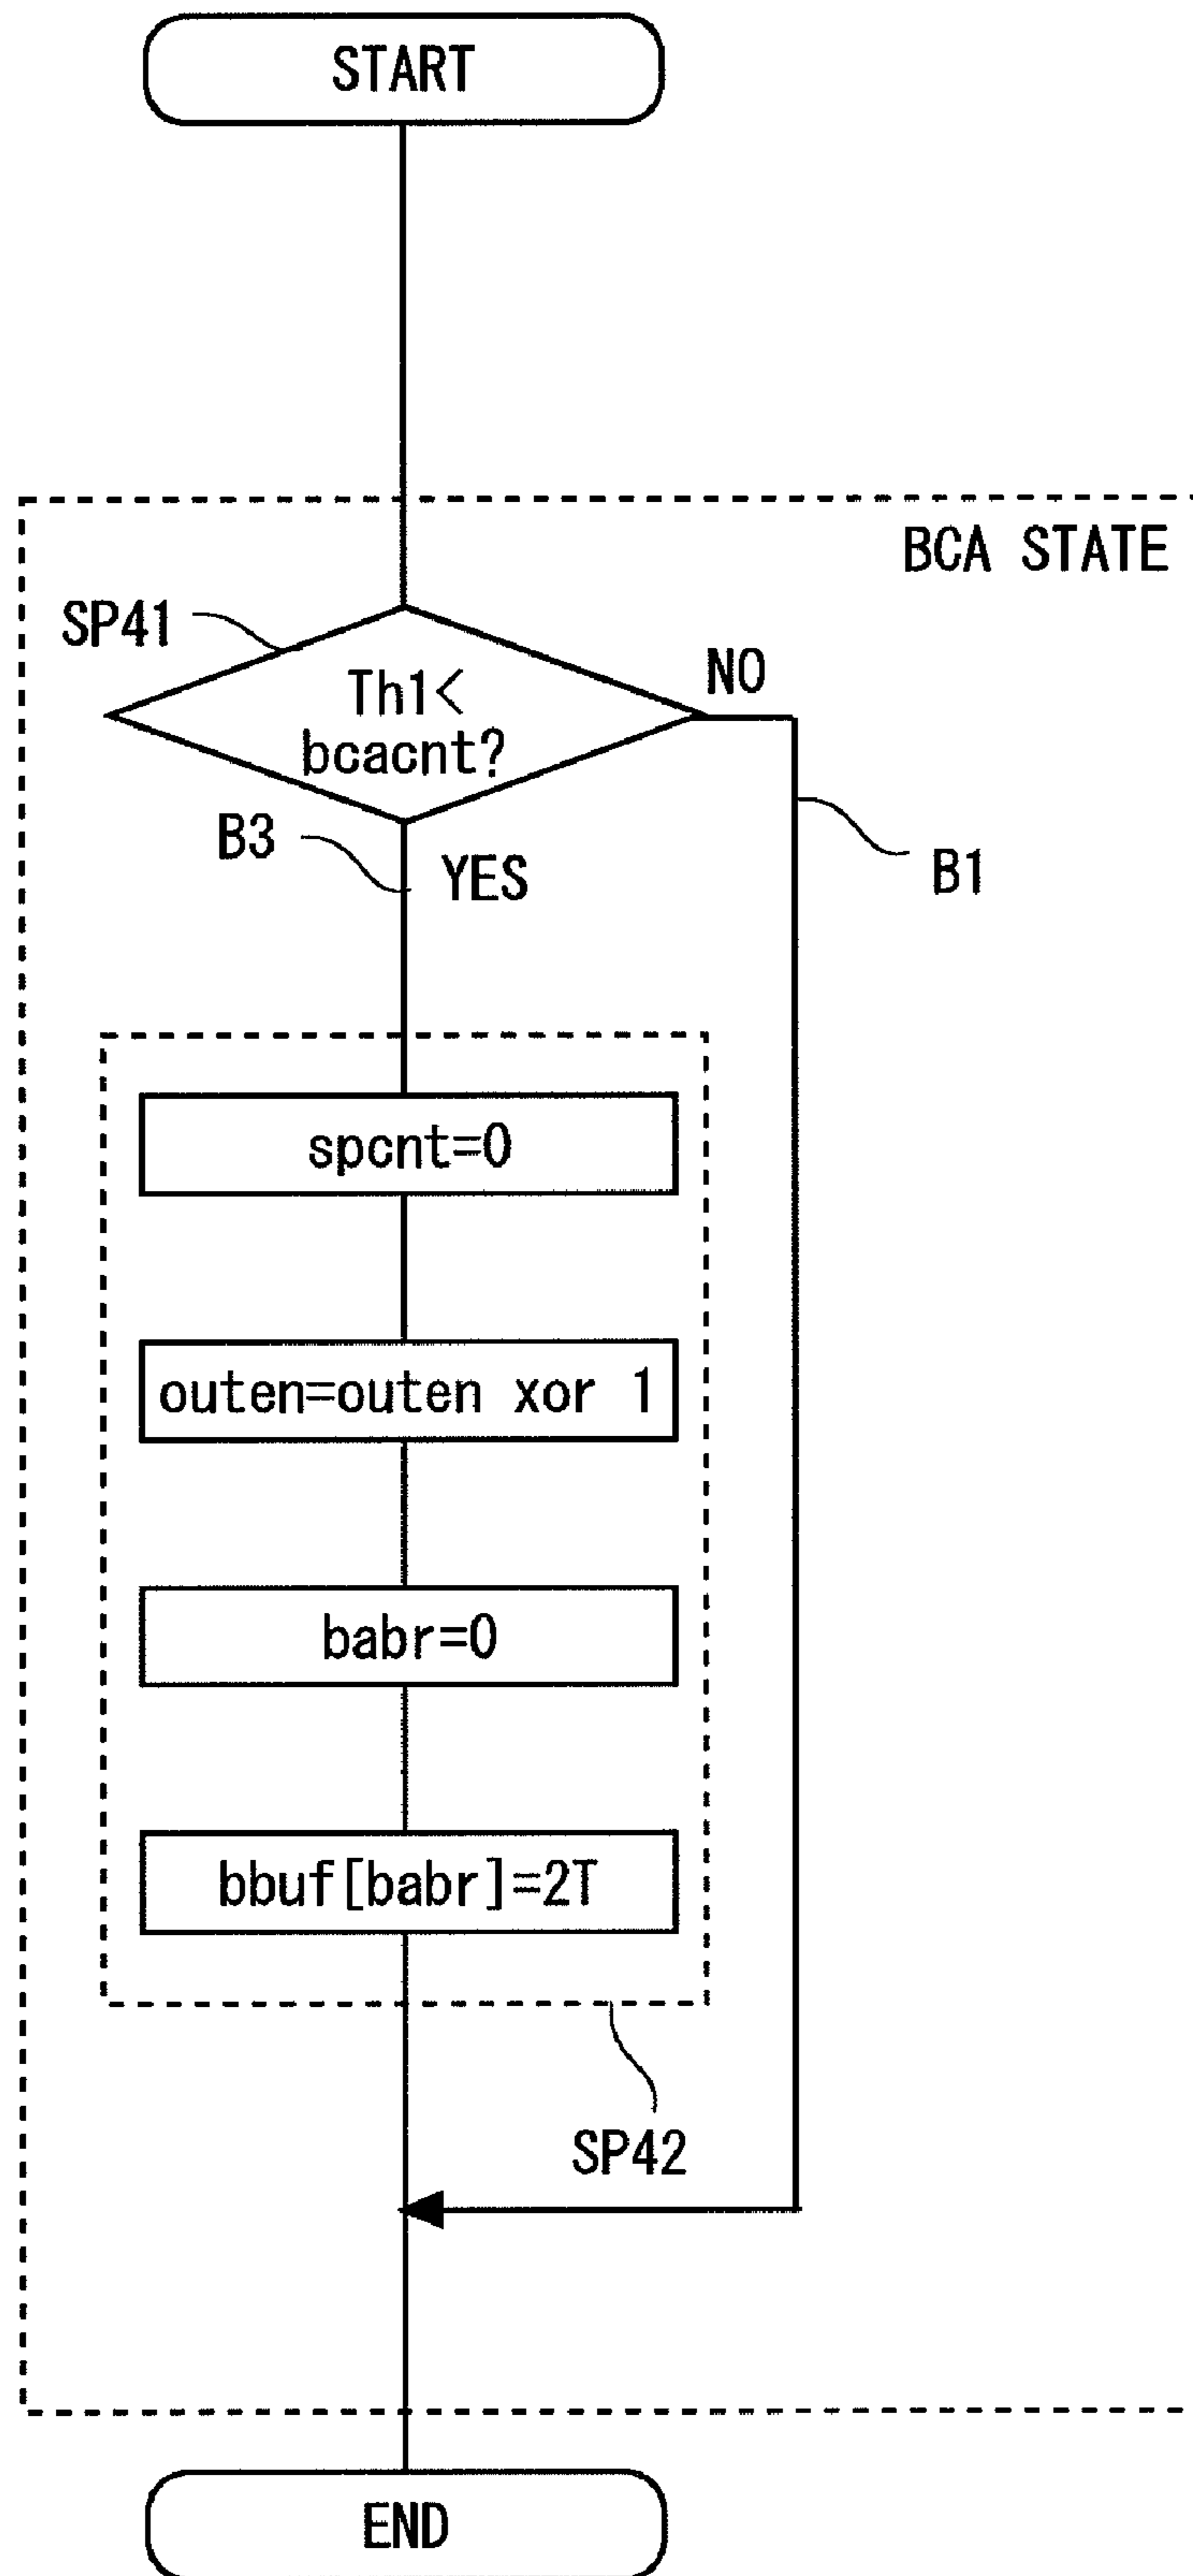 START
BCA STATE
SP41
Th1<
bcacnt?
NO
B3
YES
B1
spcnt=0
outen=outen xor 1
babr=0
bbuf[babr]=2T
SP42
END